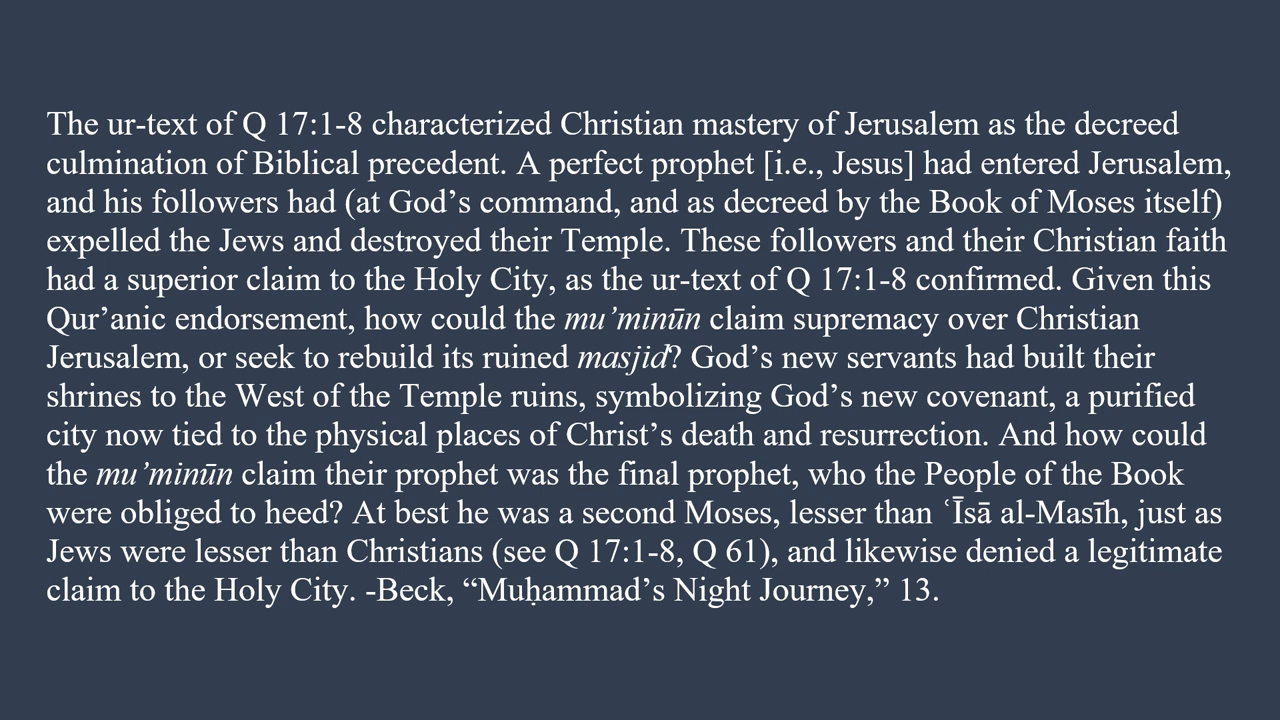 The ur-text of Q 17:1-8 characterized Christian mastery of Jerusalem as the decreed
culmination of Biblical precedent. A perfect prophet [i.e., Jesus] had entered Jerusalem,
and his followers had (at God’s command, and as decreed by the Book of Moses itself)
expelled the Jews and destroyed their Temple. These followers and their Christian faith
had a superior claim to the Holy City, as the ur-text of Q 17:1-8 confirmed. Given this
Qur’anic endorsement, how could the mu’minūn claim supremacy over Christian
Jerusalem, or seek to rebuild its ruined masjid? God’s new servants had built their
shrines to the West of the Temple ruins, symbolizing God’s new covenant, a purified
city now tied to the physical places of Christ’s death and resurrection. And how could
the mu’minūn claim their prophet was the final prophet, who the People of the Book
were obliged to heed? At best he was a second Moses, lesser than ʿĪsā al-Masīh, just as
Jews were lesser than Christians (see Q 17:1-8, Q 61), and likewise denied a legitimate
claim to the Holy City. -Beck, “Muḥammad’s Night Journey,” 13.